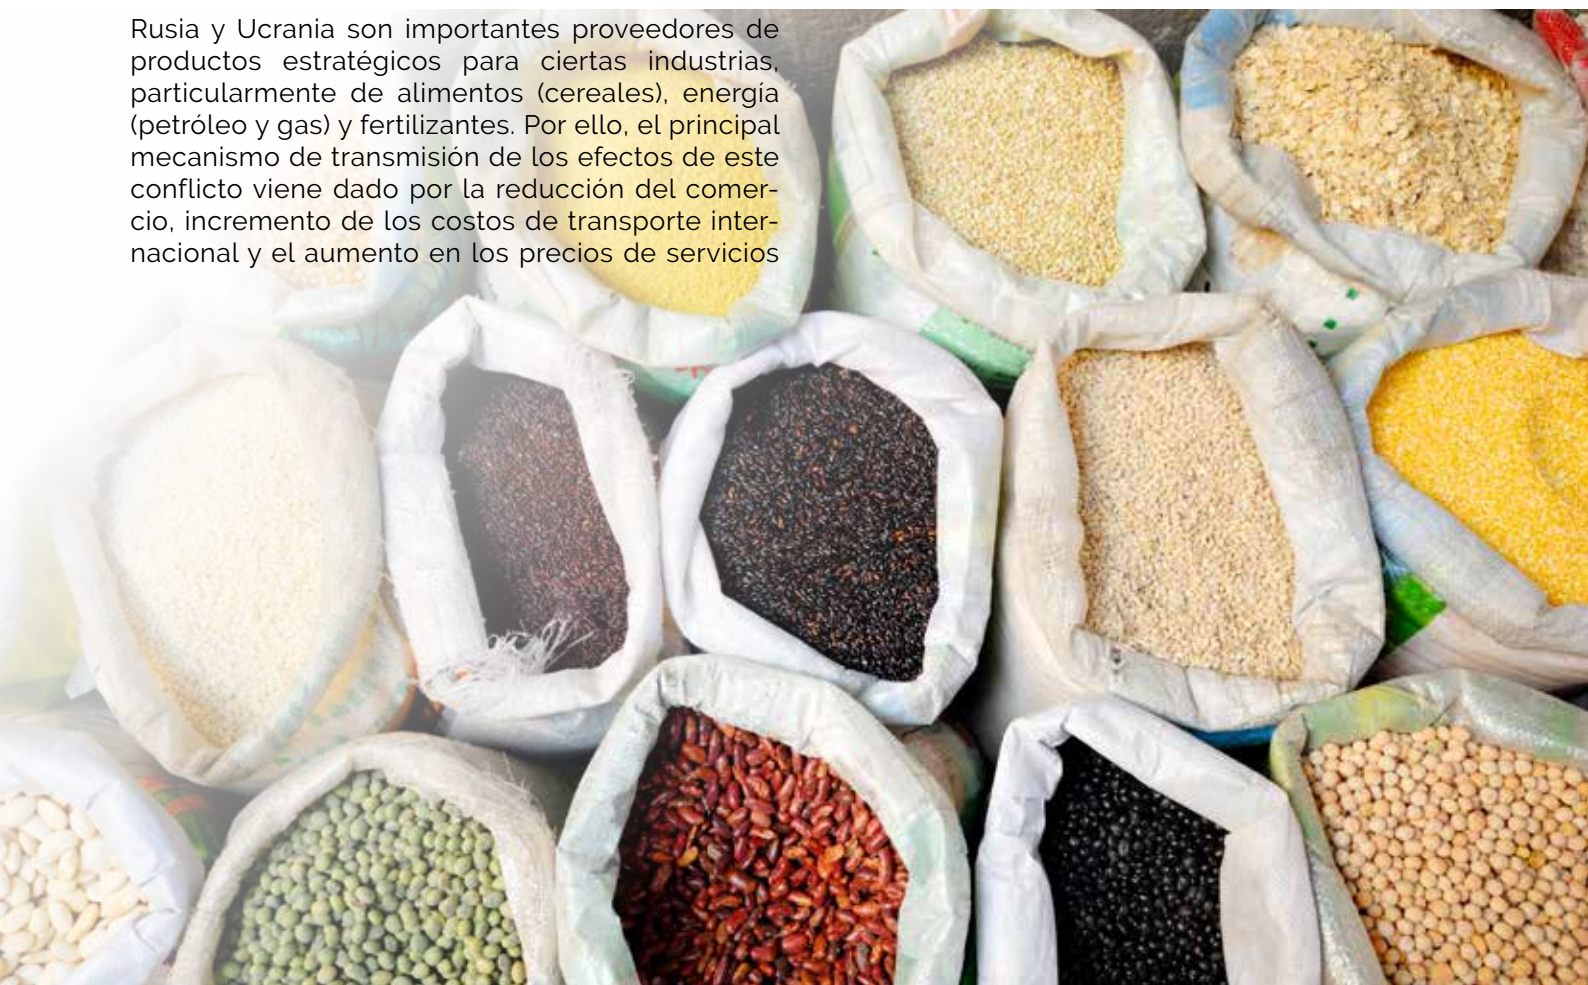 Rusia y Ucrania son importantes proveedores de
productos estratégicos para ciertas industrias,
particularmente de alimentos (cereales), energía
(petróleo y gas) y fertilizantes. Por ello, el principal
mecanismo de transmisión de los efectos de este
conflicto viene dado por la reducción del comer-
cio, incremento de los costos de transporte inter-
nacional y el aumento en los precios de servicios